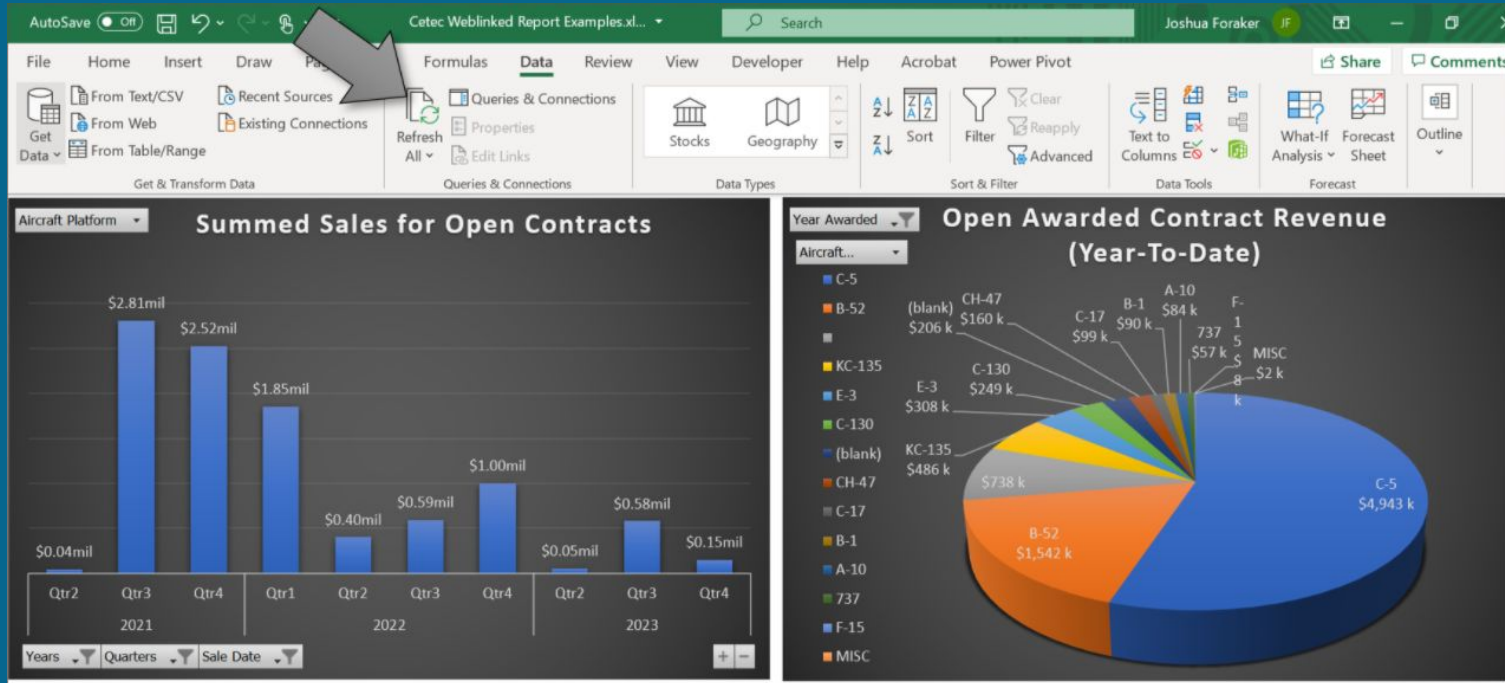 AutoSave Off
Cetec Weblinked Report Examples.xl...
Search
Joshua Foraker JF
File Home Insert Draw Formulas Data Review View Developer Help Acrobat Power Pivot Share Comments
Get Data
From Text/CSV
From Web
From Table/Range
Recent Sources
Existing Connections
Get & Transform Data
Refresh All
Queries & Connections
Properties
Edit Links
Queries & Connections
Stocks Geography
Data Types
Sort
Filter
Clear
Reapply
Advanced
Sort & Filter
Text to Columns
Data Tools
What-If Analysis
Forecast Sheet
Forecast
Outline
Aircraft Platform
Summed Sales for Open Contracts
$0.04mil
$2.81mil
$2.52mil
$1.85mil
$0.40mil
$0.59mil
$1.00mil
$0.05mil
$0.58mil
$0.15mil
Qtr2 Qtr3 Qtr4 Qtr1 Qtr2 Qtr3 Qtr4 Qtr2 Qtr3 Qtr4
2021 2022 2023
Years Quarters Sale Date
Year Awarded
Aircraft...
Open Awarded Contract Revenue
(Year-To-Date)
C-5
B-52
KC-135
E-3
C-130
(blank)
CH-47
C-17
B-1
A-10
737
F-15
MISC
C-5
$4,943 k
B-52
$1,542 k
$738 k
KC-135
$486 k
E-3
$308 k
C-130
$249 k
(blank)
$206 k
CH-47
$160 k
C-17
$99 k
B-1
$90 k
A-10
$84 k
737
$57 k
F-
1
5
$
8
k
MISC
$2 k